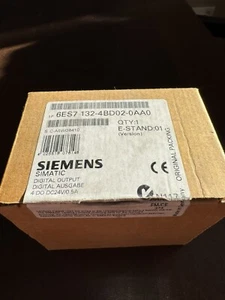 6ES7 132-4BD02-0AA0
QTY:1
E-STAND:01
(Version)
SIEMENS
SIMATIC
DIGITAL OUTPUT
DIGITAL AUSGABE
4 DO DC24V/0,5A
ORIGINAL PACKING